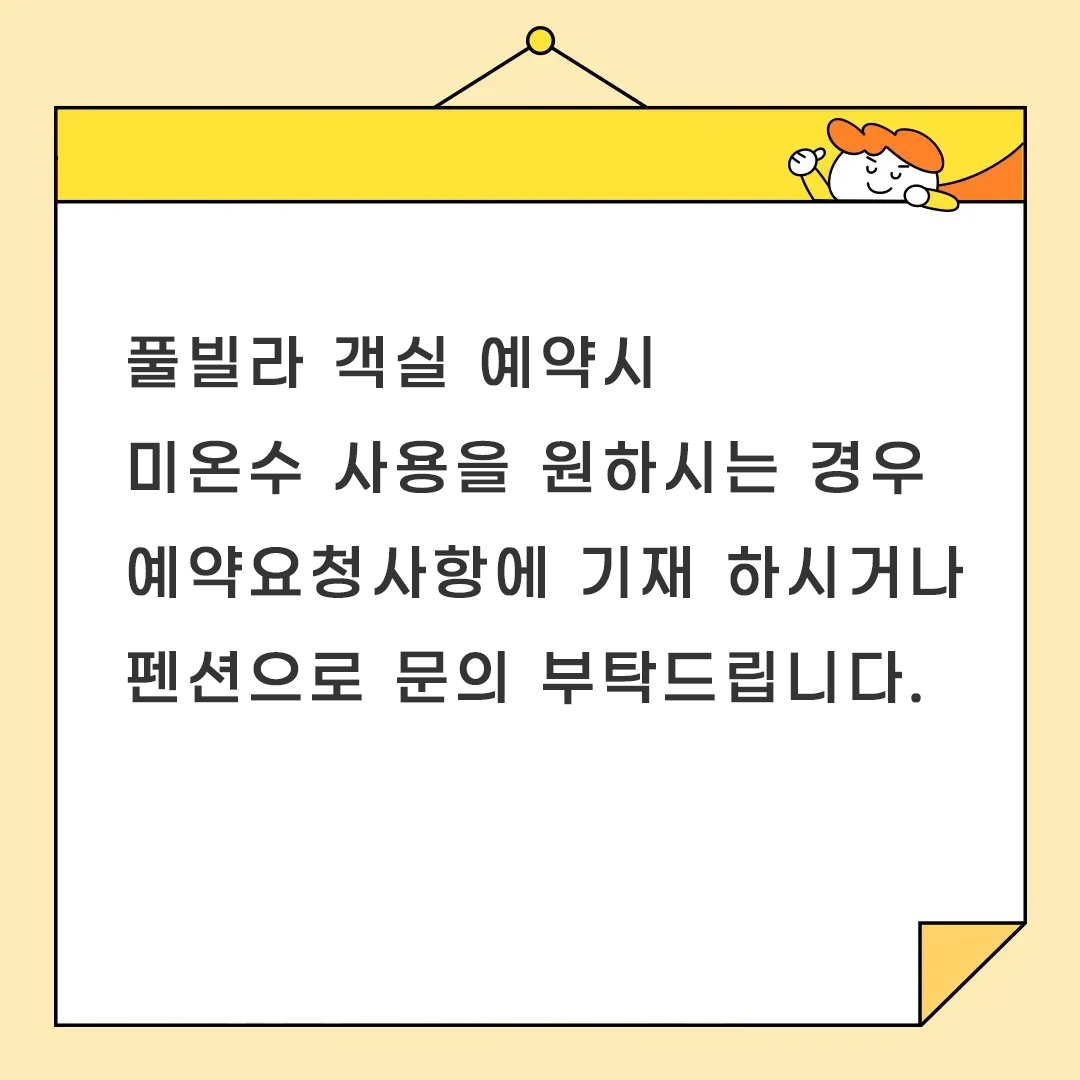 풀빌라 객실 예약시
미온수 사용을 원하시는 경우
예약요청사항에 기재 하시거나
펜션으로 문의 부탁드립니다.